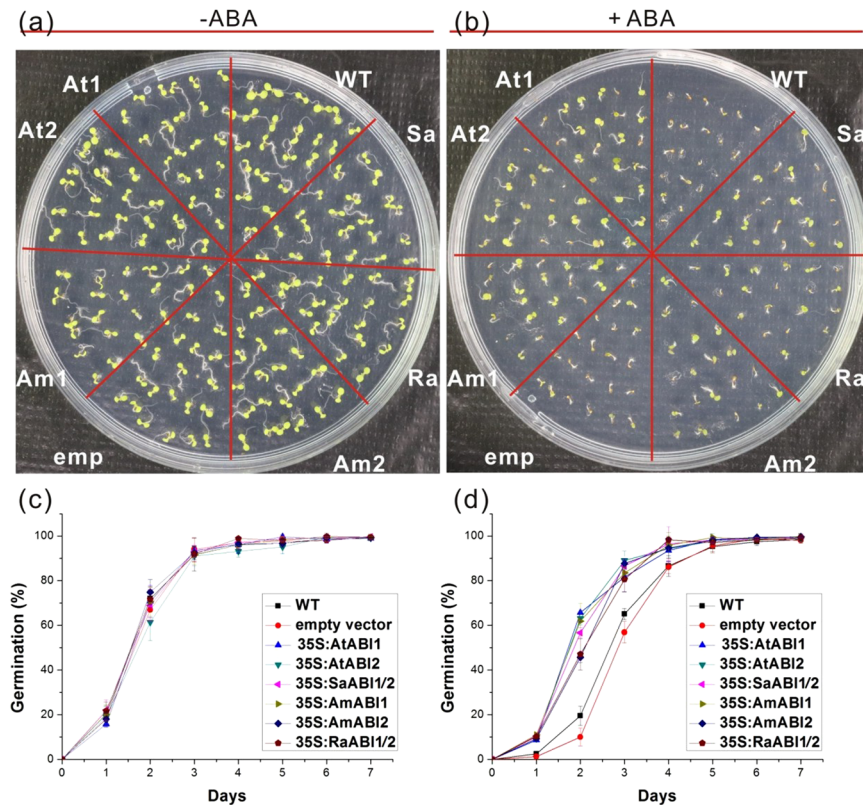 (a) -ABA
(b) + ABA
At1 WT
At2 Sa
Am1 Ra
emp Am2
At1 WT
At2 Sa
Am1 Ra
emp Am2
(c)
Germination (%)
100
80
60
40
20
0
0 1 2 3 4 5 6 7
Days
WT
empty vector
35S:AtABI1
35S:AtABI2
35S:SaABI1/2
35S:AmABI1
35S:AmABI2
35S:RaABI1/2
(d)
Germination (%)
100
80
60
40
20
0
0 1 2 3 4 5 6 7
Days
WT
empty vector
35S:AtABI1
35S:AtABI2
35S:SaABI1/2
35S:AmABI1
35S:AmABI2
35S:RaABI1/2